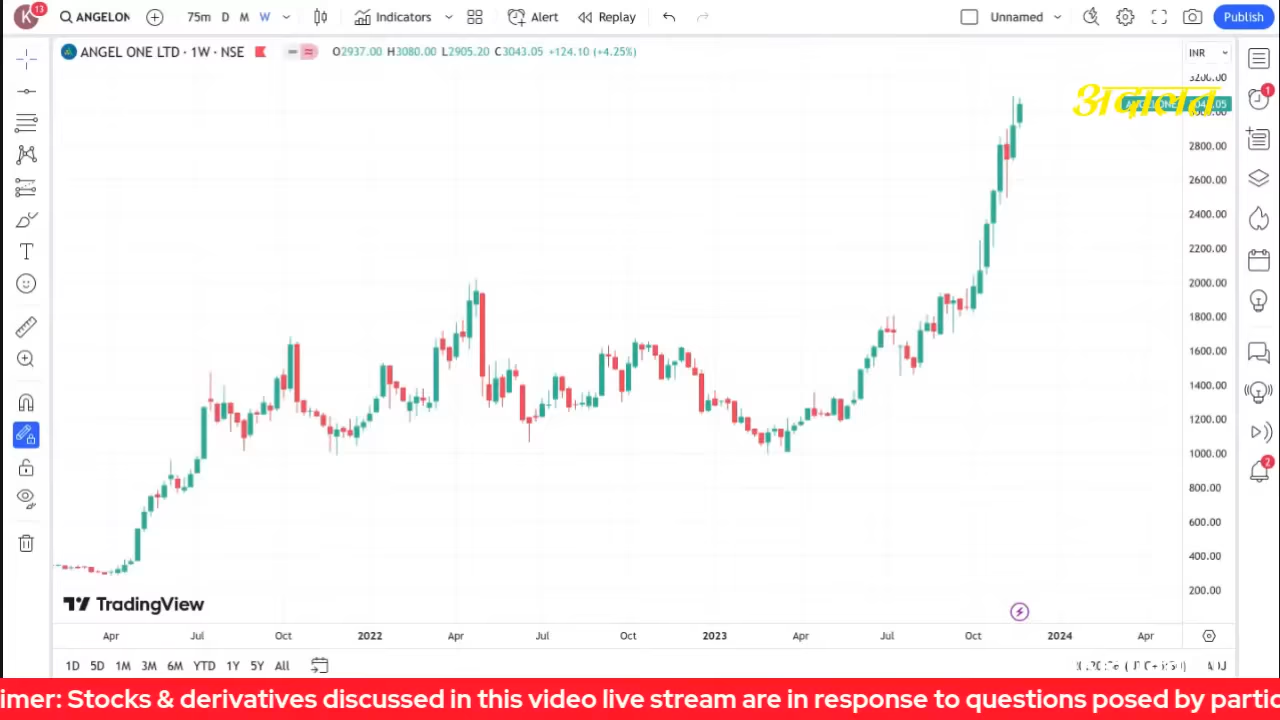 K
13
ANGELON
75m D M W
Indicators
Alert
Replay
Unnamed
Publish
ANGEL ONE LTD · 1W · NSE
O2937.00 H3080.00 L2905.20 C3043.05 +124.10 (+4.25%)
INR
3200.00
ANGELONE
1
2800.00
2600.00
2400.00
2200.00
2000.00
1800.00
1600.00
1400.00
1200.00
1000.00
800.00
600.00
400.00
200.00
2
TradingView
Apr Jul Oct 2022 Apr Jul Oct 2023 Apr Jul Oct 2024 Apr
1D 5D 1M 3M 6M YTD 1Y 5Y All
imer: Stocks & derivatives discussed in this video live stream are in response to questions posed by partic